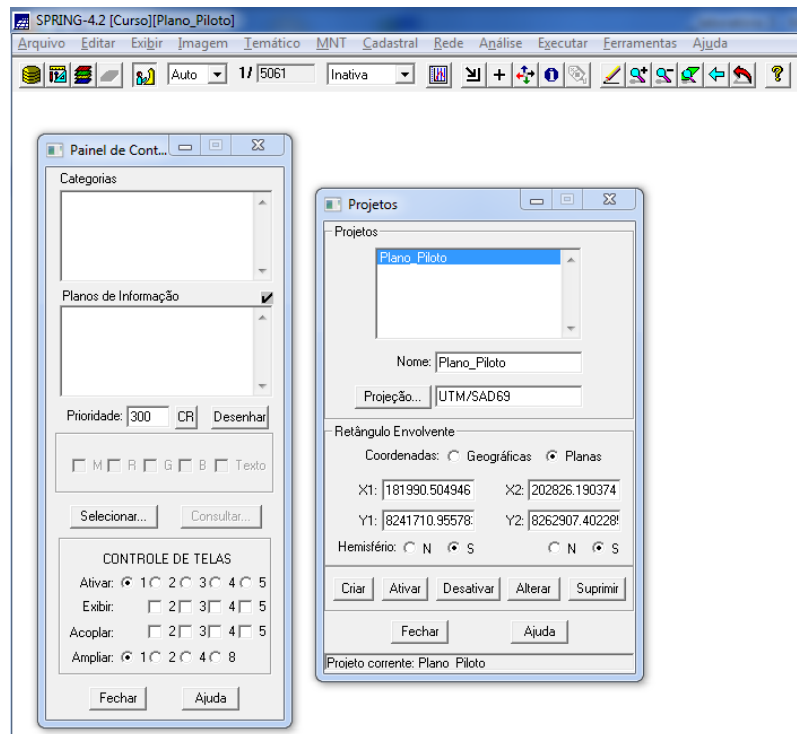 SPRING-4.2 [Curso][Plano_Piloto]
Arquivo Editar Exibir Imagem Temático MNT Cadastral Rede Análise Executar Ferramentas Ajuda
Auto 1/ 5061 Inativa
Painel de Cont...
Categorias
Planos de Informação
Prioridade: 300 CR Desenhar
M R G B Texto
Selecionar... Consultar...
CONTROLE DE TELAS
Ativar: 1 2 3 4 5
Exibir: 2 3 4 5
Acoplar: 2 3 4 5
Ampliar: 1 2 4 8
Fechar Ajuda
Projetos
Projetos
Plano_Piloto
Nome: Plano_Piloto
Projeção... UTM/SAD69
Retângulo Envolvente
Coordenadas: Geográficas Planas
X1: 181990.504946 X2: 202826.190374
Y1: 8241710.95578 Y2: 8262907.40228
Hemisfério: N S N S
Criar Ativar Desativar Alterar Suprimir
Fechar Ajuda
Projeto corrente: Plano Piloto